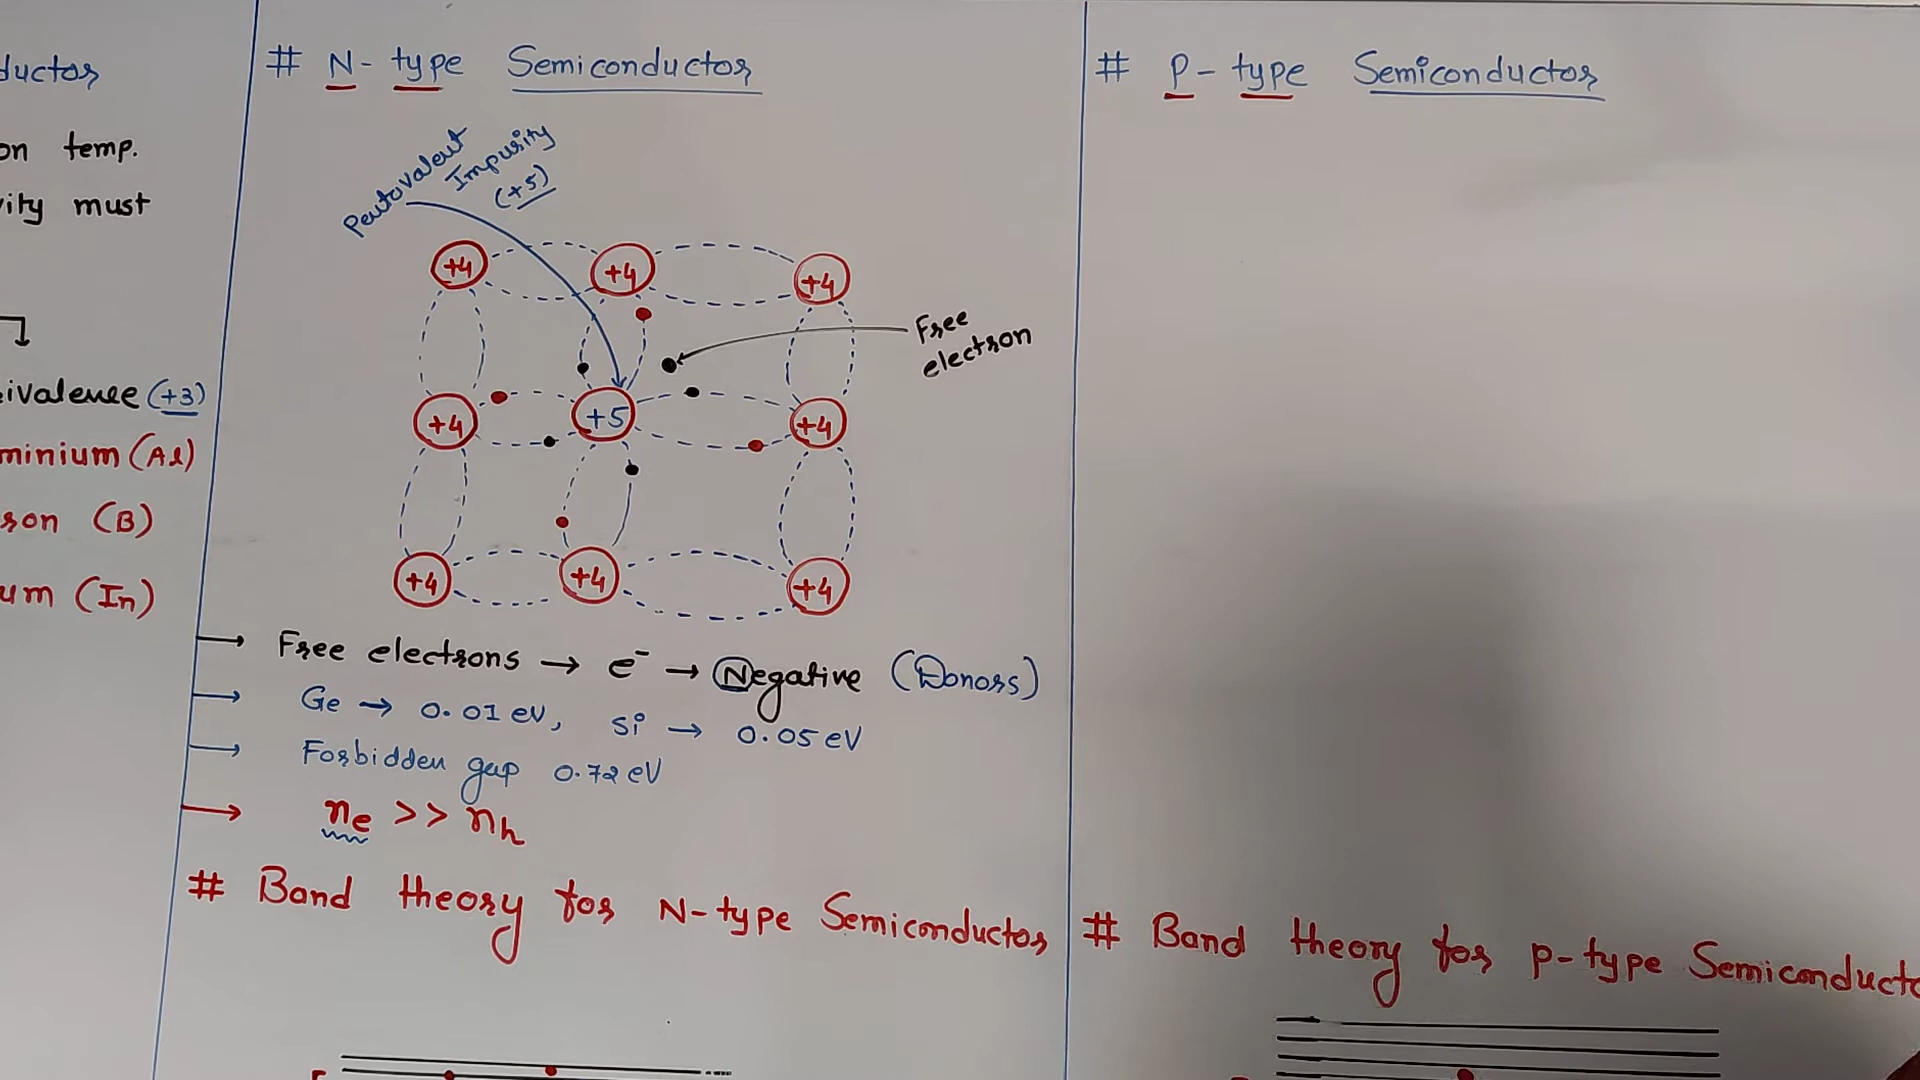 ductor
on temp.
ity must
ivalence (+3)
minium (Al)
ron (B)
um (In)
# N-type Semiconductor
Pentavalent
Impurity
(+5)
+4 +4 +4
Free
electron
+4 +5 +4
+4 +4 +4
→ Free electrons → e⁻ → Negative (Donors)
→ Ge → 0.01 eV, Si → 0.05 eV
→ Forbidden gap 0.72 eV
→ ne >> nh
# Band theory for N-type Semiconductor
# P-type Semiconductor
# Band theory for p-type Semiconducto